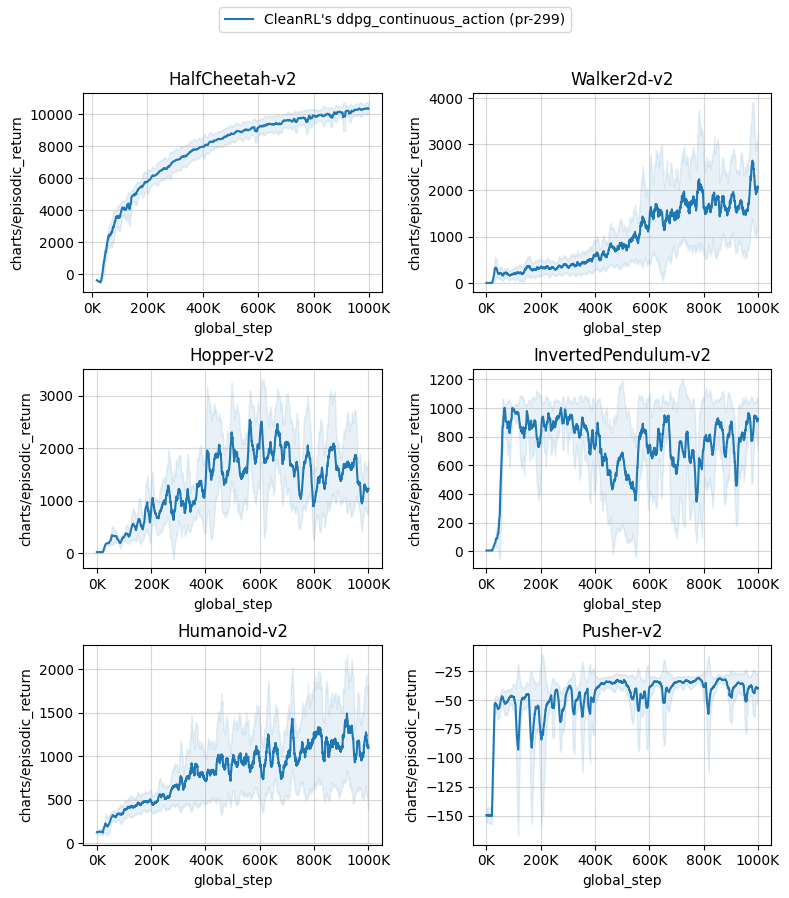 CleanRL's ddpg_continuous_action (pr-299)
HalfCheetah-v2
charts/episodic_return
10000
8000
6000
4000
2000
0
0K 200K 400K 600K 800K 1000K
global_step
Walker2d-v2
charts/episodic_return
4000
3000
2000
1000
0
0K 200K 400K 600K 800K 1000K
global_step
Hopper-v2
charts/episodic_return
3000
2000
1000
0
0K 200K 400K 600K 800K 1000K
global_step
InvertedPendulum-v2
charts/episodic_return
1200
1000
800
600
400
200
0
0K 200K 400K 600K 800K 1000K
global_step
Humanoid-v2
charts/episodic_return
2000
1500
1000
500
0
0K 200K 400K 600K 800K 1000K
global_step
Pusher-v2
charts/episodic_return
−25
−50
−75
−100
−125
−150
0K 200K 400K 600K 800K 1000K
global_step